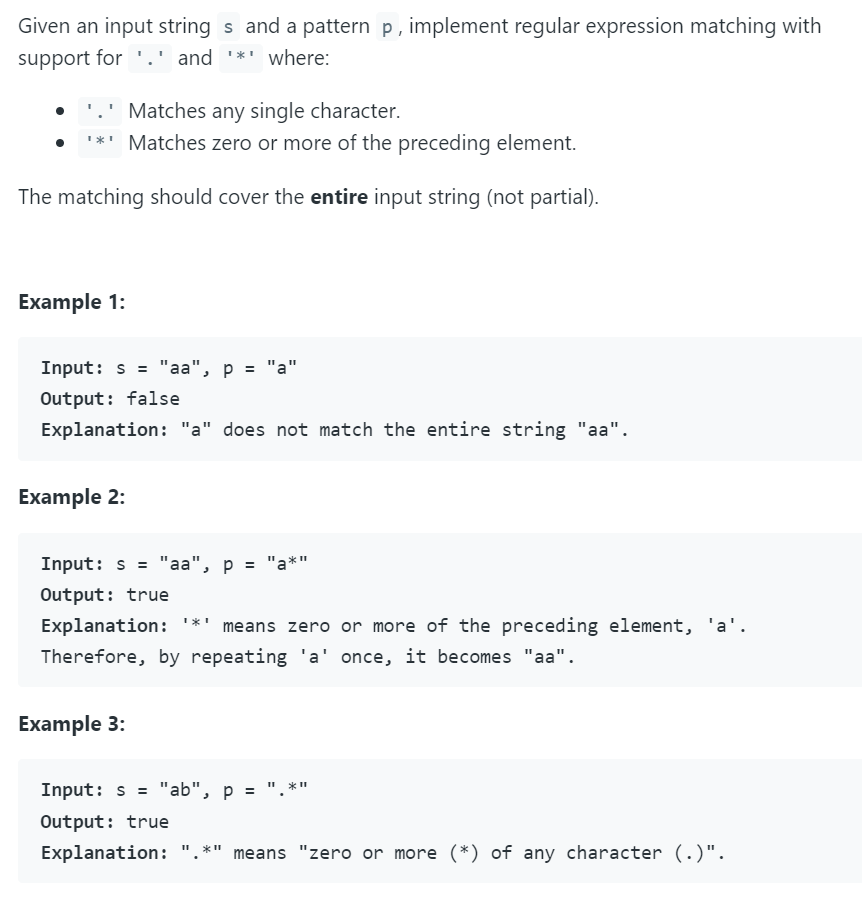 Given an input string s and a pattern p, implement regular expression matching with
support for '.' and '*' where:
'.' Matches any single character.
'*' Matches zero or more of the preceding element.
The matching should cover the entire input string (not partial).
Example 1:
Input: s = "aa", p = "a"
Output: false
Explanation: "a" does not match the entire string "aa".
Example 2:
Input: s = "aa", p = "a*"
Output: true
Explanation: '*' means zero or more of the preceding element, 'a'.
Therefore, by repeating 'a' once, it becomes "aa".
Example 3:
Input: s = "ab", p = ".*"
Output: true
Explanation: ".*" means "zero or more (*) of any character (.)".